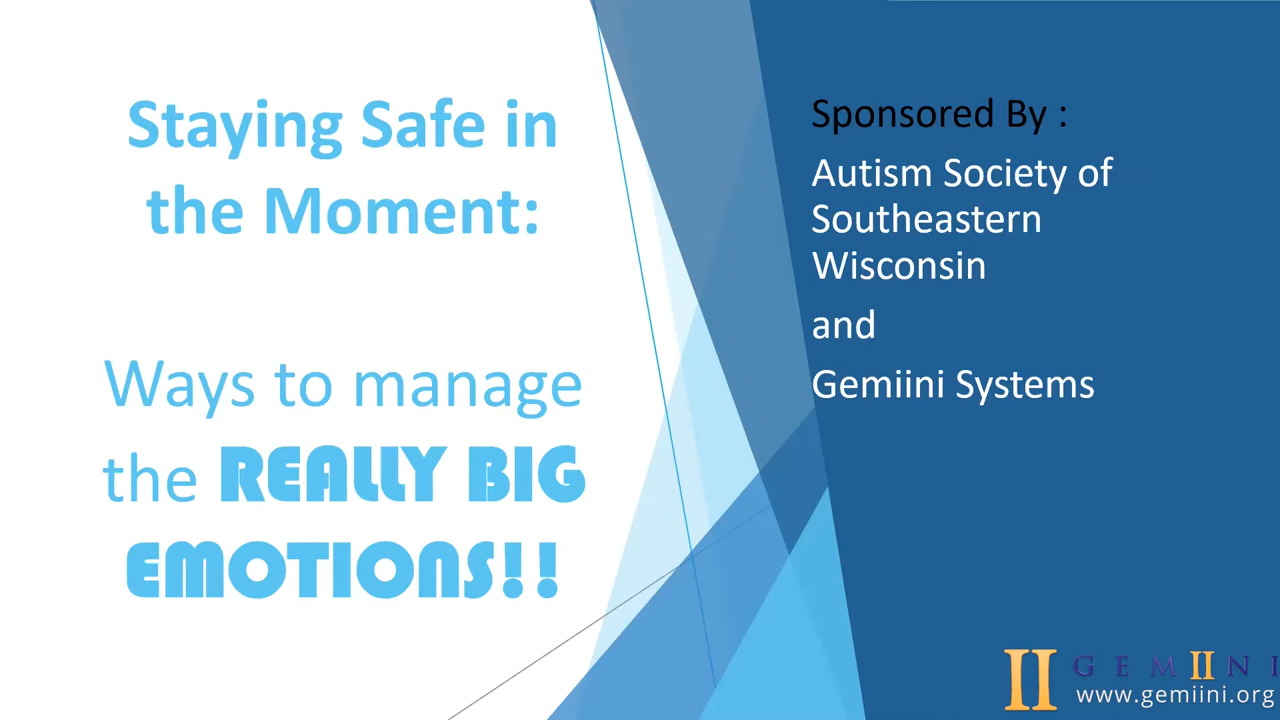 Staying Safe in
the Moment:
Ways to manage
the REALLY BIG
EMOTIONS!!
Sponsored By :
Autism Society of
Southeastern
Wisconsin
and
Gemiini Systems
II GEMIINI
www.gemiini.org